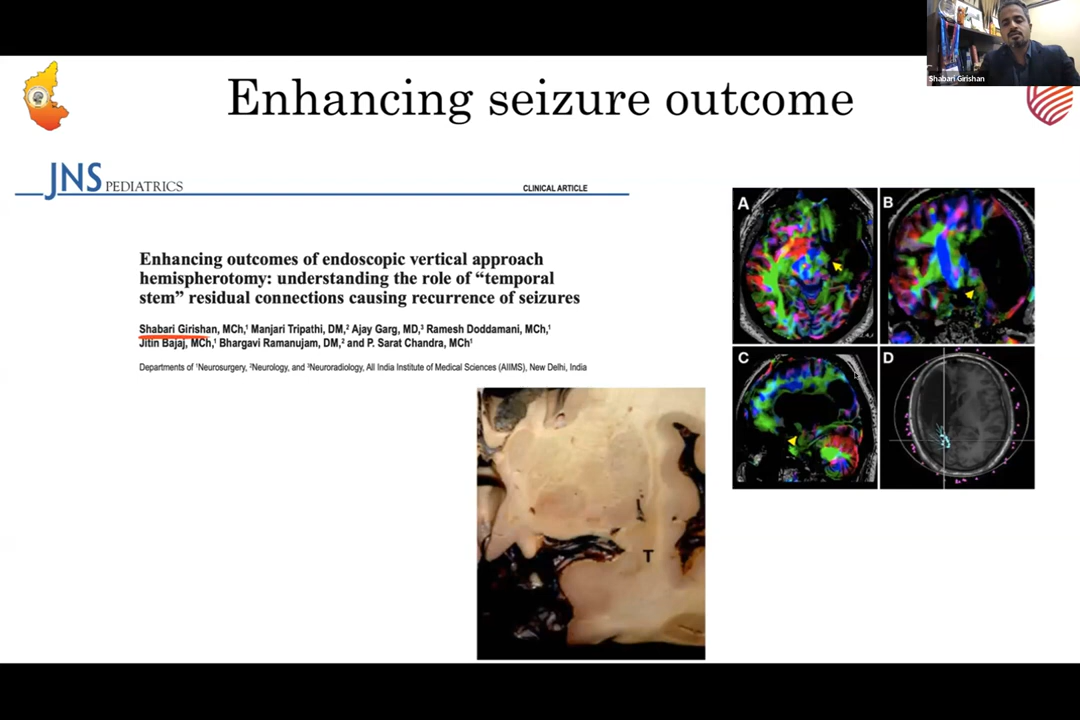 Shabari Girishan
Enhancing seizure outcome
JNS PEDIATRICS
CLINICAL ARTICLE
Enhancing outcomes of endoscopic vertical approach
hemispherotomy: understanding the role of “temporal
stem” residual connections causing recurrence of seizures
Shabari Girishan, MCh,¹ Manjari Tripathi, DM,² Ajay Garg, MD,³ Ramesh Doddamani, MCh,¹
Jitin Bajaj, MCh,¹ Bhargavi Ramanujam, DM,² and P. Sarat Chandra, MCh¹
Departments of ¹Neurosurgery, ²Neurology, and ³Neuroradiology, All India Institute of Medical Sciences (AIIMS), New Delhi, India
A
B
C
D
T